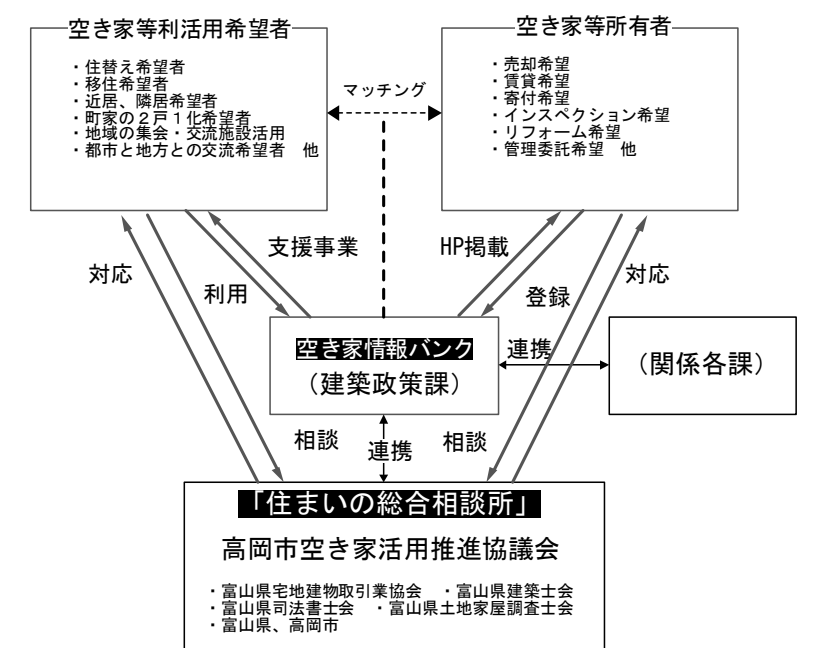 空き家等利活用希望者
・住替え希望者
・移住希望者
・近居、隣居希望者
・町家の２戸１化希望者
・地域の集会・交流施設活用
・都市と地方との交流希望者　他
マッチング
空き家等所有者
・売却希望
・賃貸希望
・寄付希望
・インスペクション希望
・リフォーム希望
・管理委託希望　他
対応
利用
支援事業
HP掲載
登録
対応
空き家情報バンク
（建築政策課）
連携
（関係各課）
相談
連携
相談
「住まいの総合相談所」
高岡市空き家活用推進協議会
・富山県宅地建物取引業協会　・富山県建築士会
・富山県司法書士会　・富山県土地家屋調査士会
・富山県、高岡市